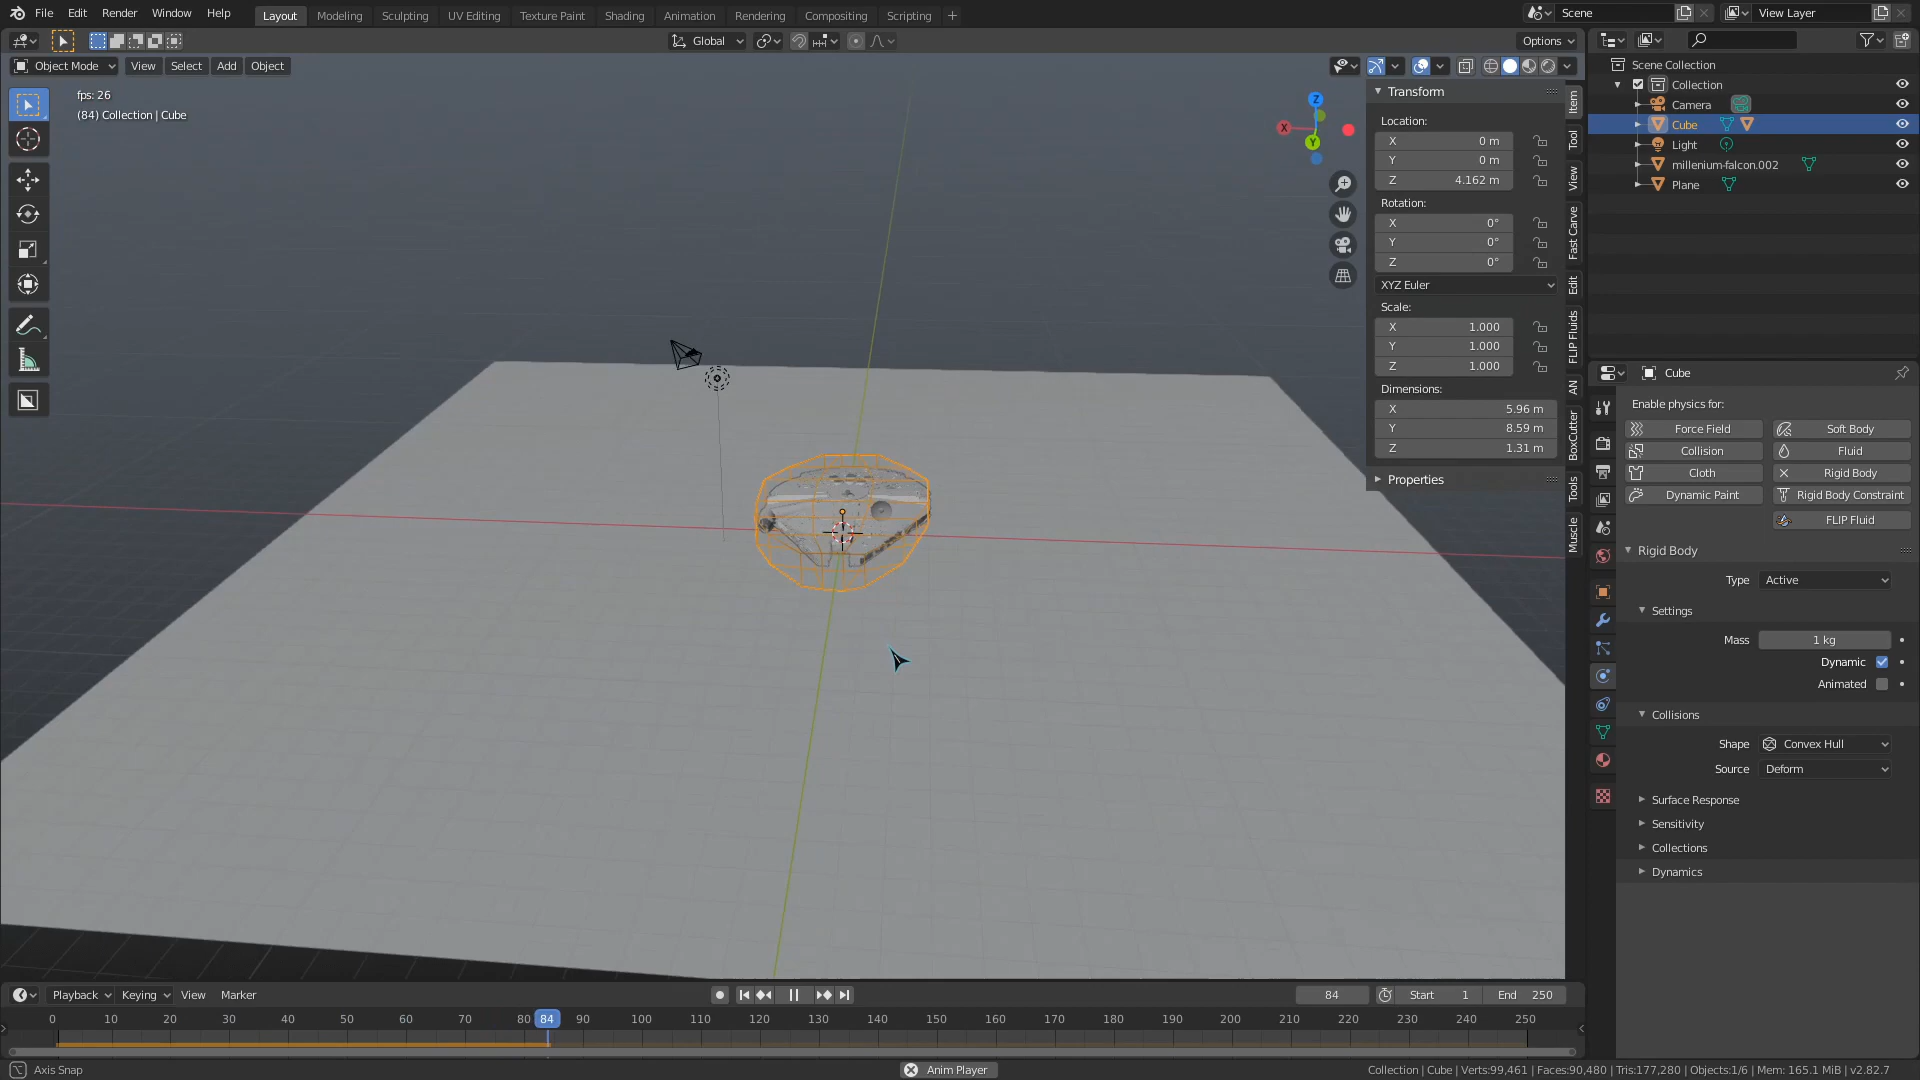 File Edit Render Window Help Layout Modeling Sculpting UV Editing Texture Paint Shading Animation Rendering Compositing Scripting + Scene View Layer
Global Options
Object Mode View Select Add Object
fps: 26
(84) Collection | Cube
Z
X
Y
Transform
Location:
X 0 m
Y 0 m
Z 4.162 m
Rotation:
X 0°
Y 0°
Z 0°
XYZ Euler
Scale:
X 1.000
Y 1.000
Z 1.000
Dimensions:
X 5.96 m
Y 8.59 m
Z 1.31 m
Properties
Item
Tool
View
Fast Carve
Edit
FLIP Fluids
AN
BoxCutter
Tools
Muscle
Scene Collection
Collection
Camera
Cube
Light
millenium-falcon.002
Plane
Cube
Enable physics for:
Force Field Soft Body
Collision Fluid
Cloth Rigid Body
Dynamic Paint Rigid Body Constraint
FLIP Fluid
Rigid Body
Type Active
Settings
Mass 1 kg
Dynamic
Animated
Collisions
Shape Convex Hull
Source Deform
Surface Response
Sensitivity
Collections
Dynamics
Playback Keying View Marker 84 Start 1 End 250
0 10 20 30 40 50 60 70 80 84 90 100 110 120 130 140 150 160 170 180 190 200 210 220 230 240 250
Axis Snap Anim Player Collection | Cube | Verts:99,461 | Faces:90,480 | Tris:177,280 | Objects:1/6 | Mem: 165.1 MiB | v2.82.7